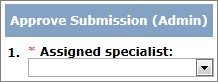 Approve Submission (Admin)
1. * Assigned specialist: